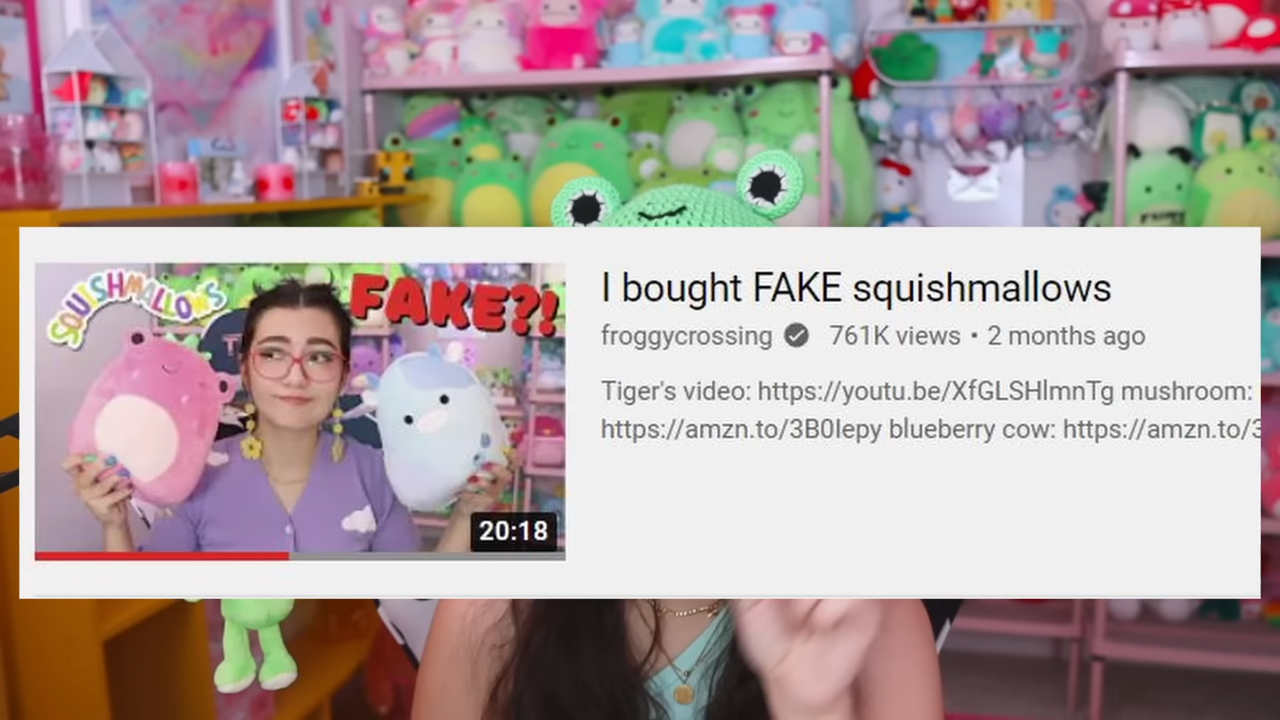 SQUISHMALLOWS
FAKE?!
20:18
I bought FAKE squishmallows
froggycrossing 761K views • 2 months ago
Tiger's video: https://youtu.be/XfGLSHlmnTg mushroom:
https://amzn.to/3B0Iepy blueberry cow: https://amzn.to/3